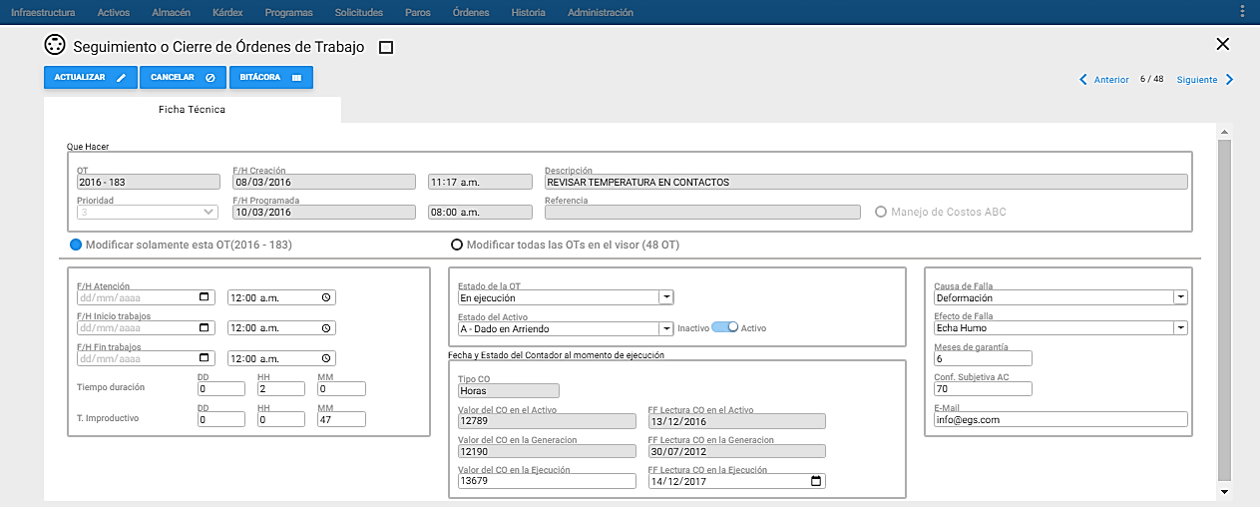 Infraestructura Activos Almacén Kárdex Programas Solicitudes Paros Órdenes Historia Administración
Seguimiento o Cierre de Órdenes de Trabajo
ACTUALIZAR CANCELAR BITÁCORA
Anterior 6 / 48 Siguiente
Ficha Técnica
Que Hacer
OT F/H Creación Descripción
2016 - 183 08/03/2016 11:17 a.m. REVISAR TEMPERATURA EN CONTACTOS
Prioridad F/H Programada Referencia
3 10/03/2016 08:00 a.m. Manejo de Costos ABC
Modificar solamente esta OT(2016 - 183) Modificar todas las OTs en el visor (48 OT)
F/H Atención
dd/mm/aaaa 12:00 a.m.
F/H Inicio trabajos
dd/mm/aaaa 12:00 a.m.
F/H Fin trabajos
dd/mm/aaaa 12:00 a.m.
DD HH MM
Tiempo duración 0 2 0
DD HH MM
T. Improductivo 0 0 47
Estado de la OT
En ejecución
Estado del Activo
A - Dado en Arriendo Inactivo Activo
Fecha y Estado del Contador al momento de ejecución
Tipo CO
Horas
Valor del CO en el Activo FF Lectura CO en el Activo
12789 13/12/2016
Valor del CO en la Generacion FF Lectura CO en la Generacion
12190 30/07/2012
Valor del CO en la Ejecución FF Lectura CO en la Ejecución
13679 14/12/2017
Causa de Falla
Deformación
Efecto de Falla
Echa Humo
Meses de garantía
6
Conf. Subjetiva AC
70
E-Mail
info@egs.com